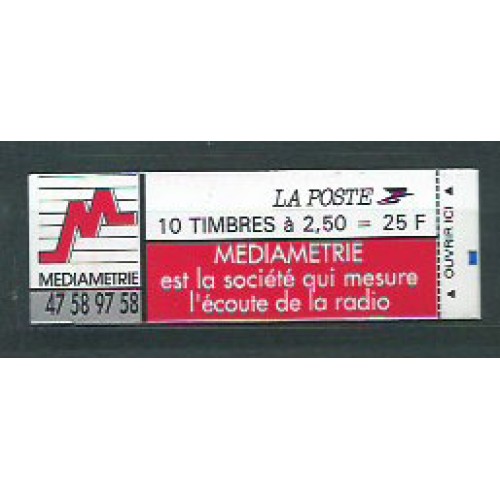 MEDIAMETRIE
47 58 97 58
LA POSTE
10 TIMBRES à 2,50 = 25 F
MEDIAMETRIE
est la société qui mesure
l'écoute de la radio
▲ OUVRIR ICI ▲